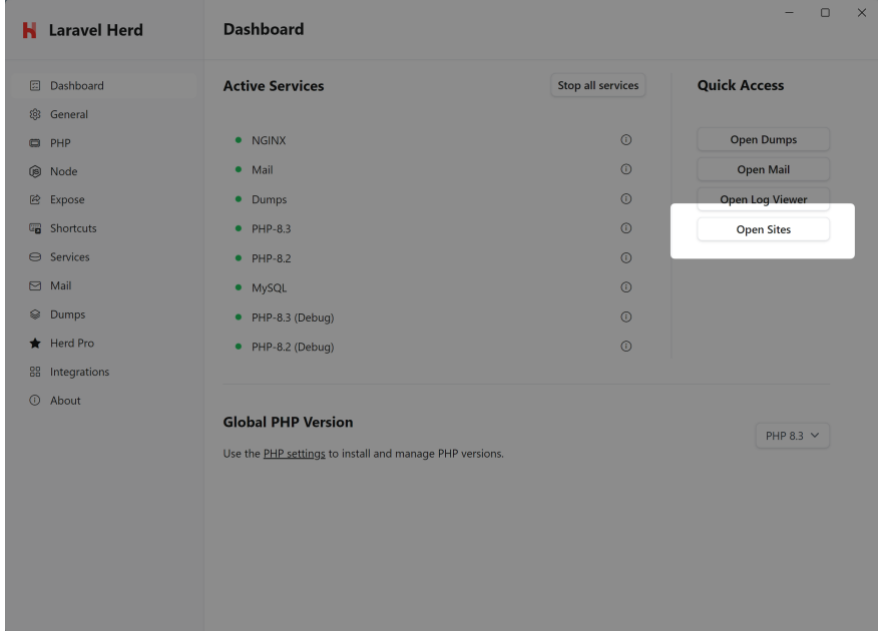 Laravel Herd
Dashboard
General
PHP
Node
Expose
Shortcuts
Services
Mail
Dumps
Herd Pro
Integrations
About
Dashboard
Active Services
Stop all services
NGINX
Mail
Dumps
PHP-8.3
PHP-8.2
MySQL
PHP-8.3 (Debug)
PHP-8.2 (Debug)
Quick Access
Open Dumps
Open Mail
Open Log Viewer
Open Sites
Global PHP Version
Use the PHP settings to install and manage PHP versions.
PHP 8.3